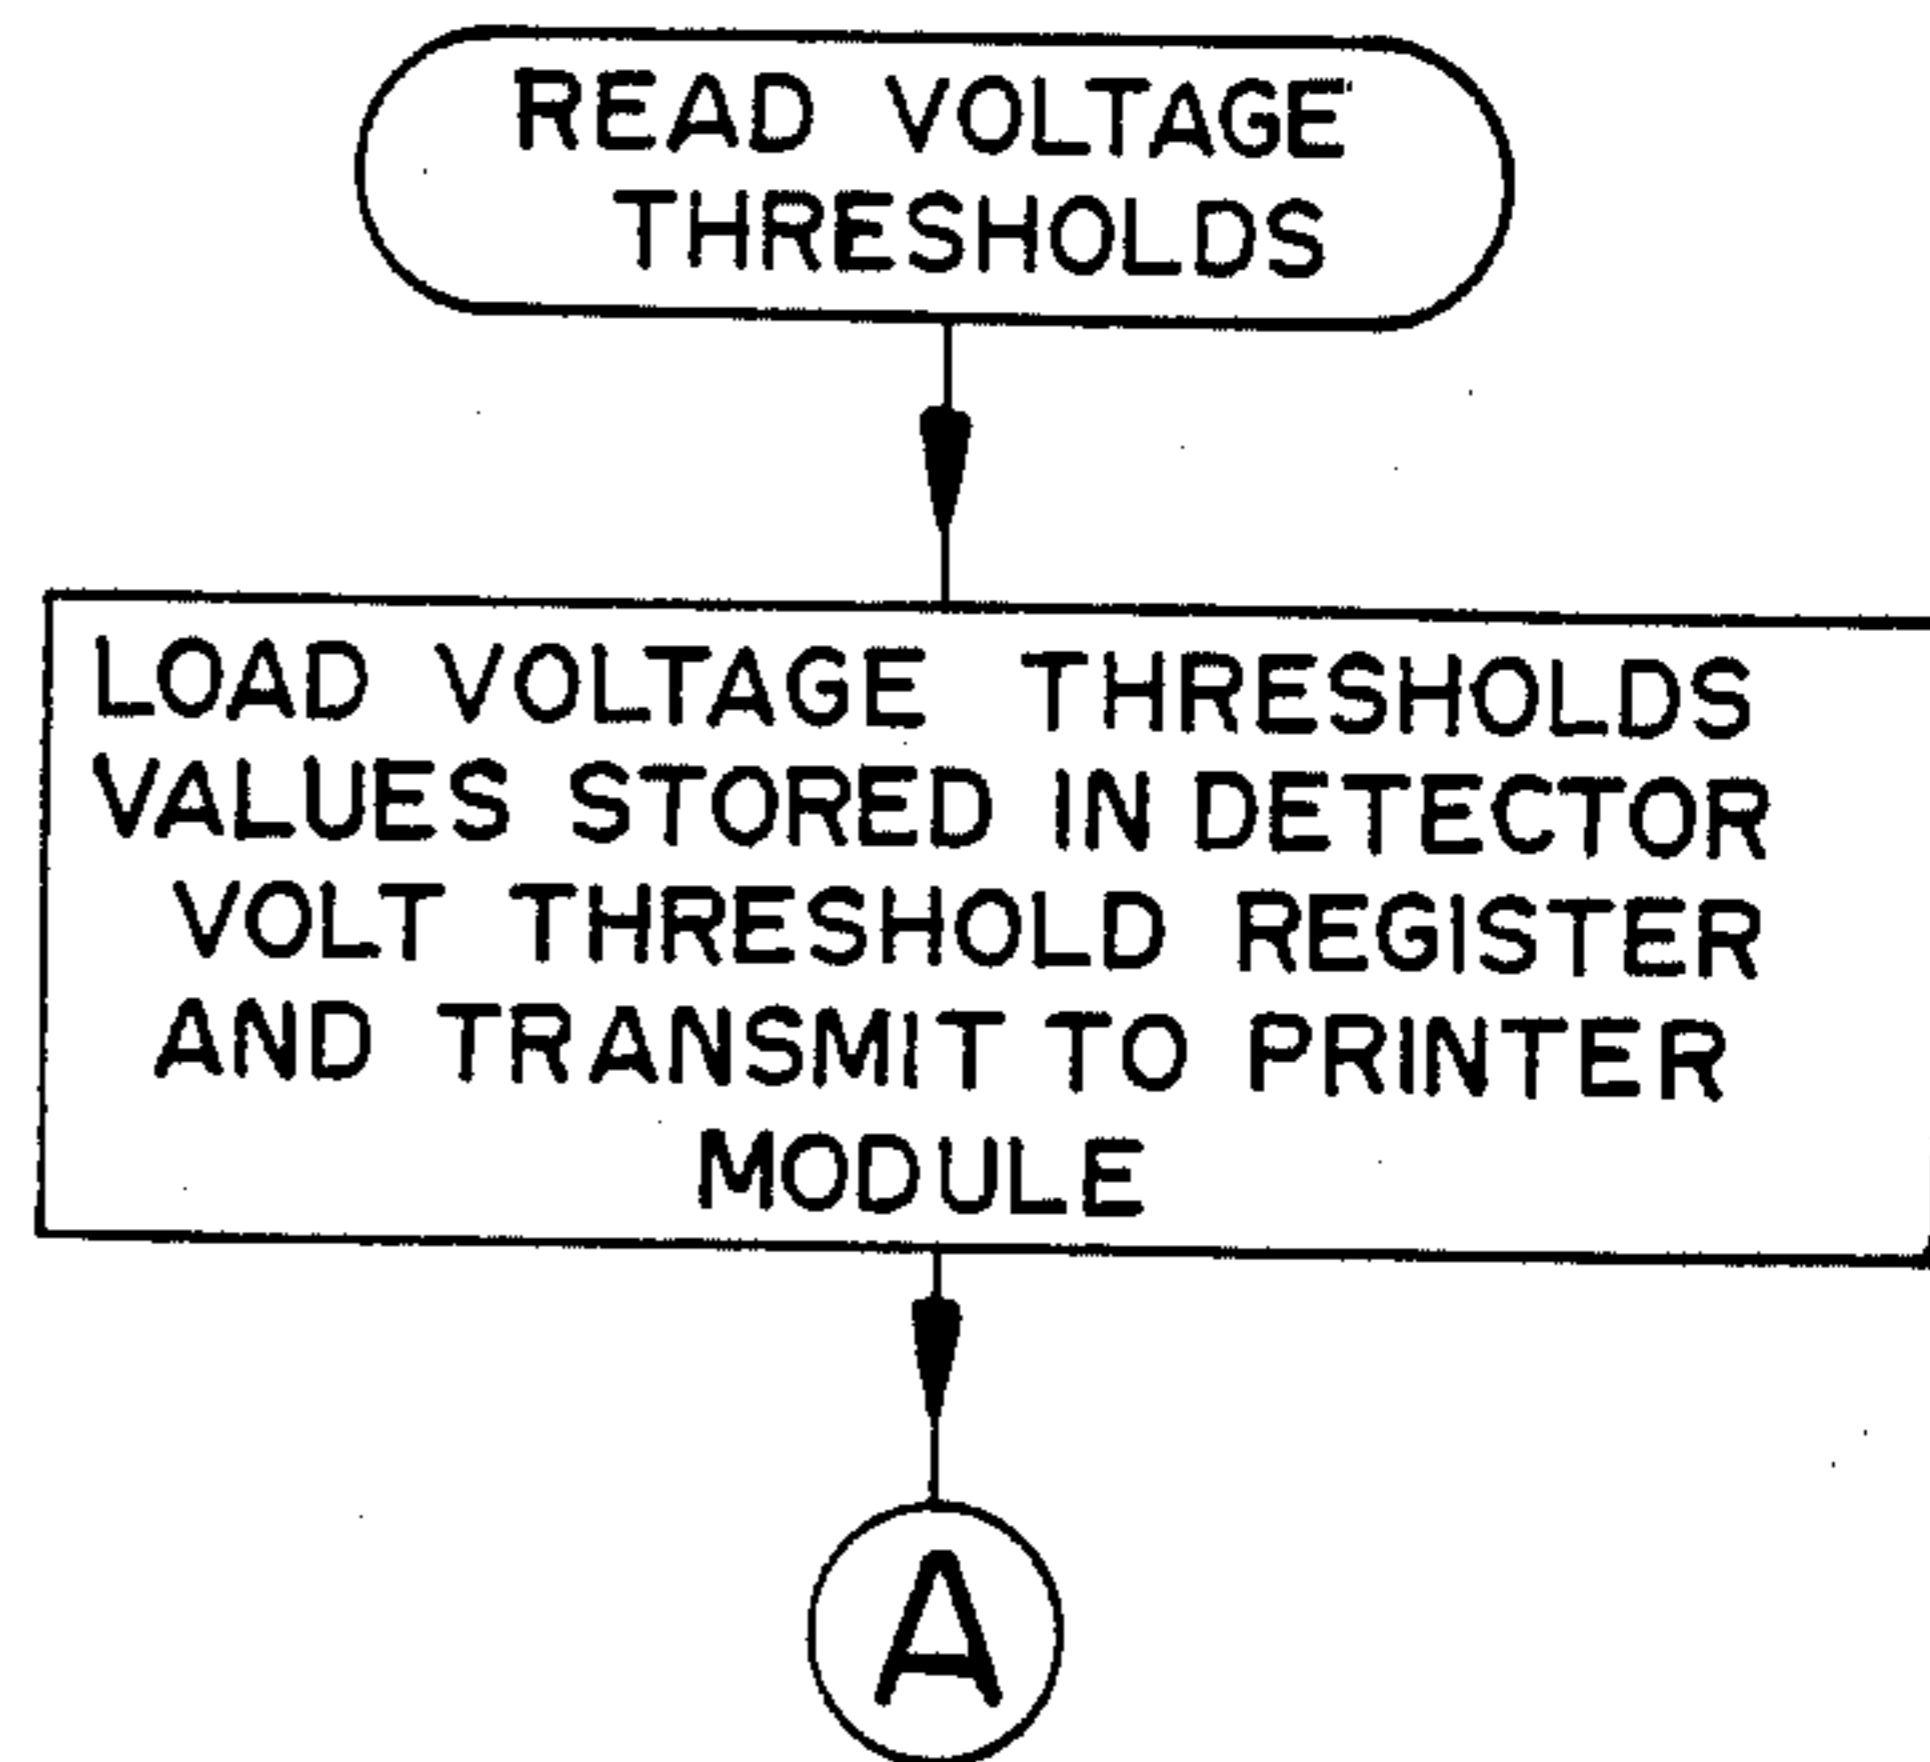 READ VOLTAGE
THRESHOLDS
LOAD VOLTAGE THRESHOLDS
VALUES STORED IN DETECTOR
VOLT THRESHOLD REGISTER
AND TRANSMIT TO PRINTER
MODULE
A